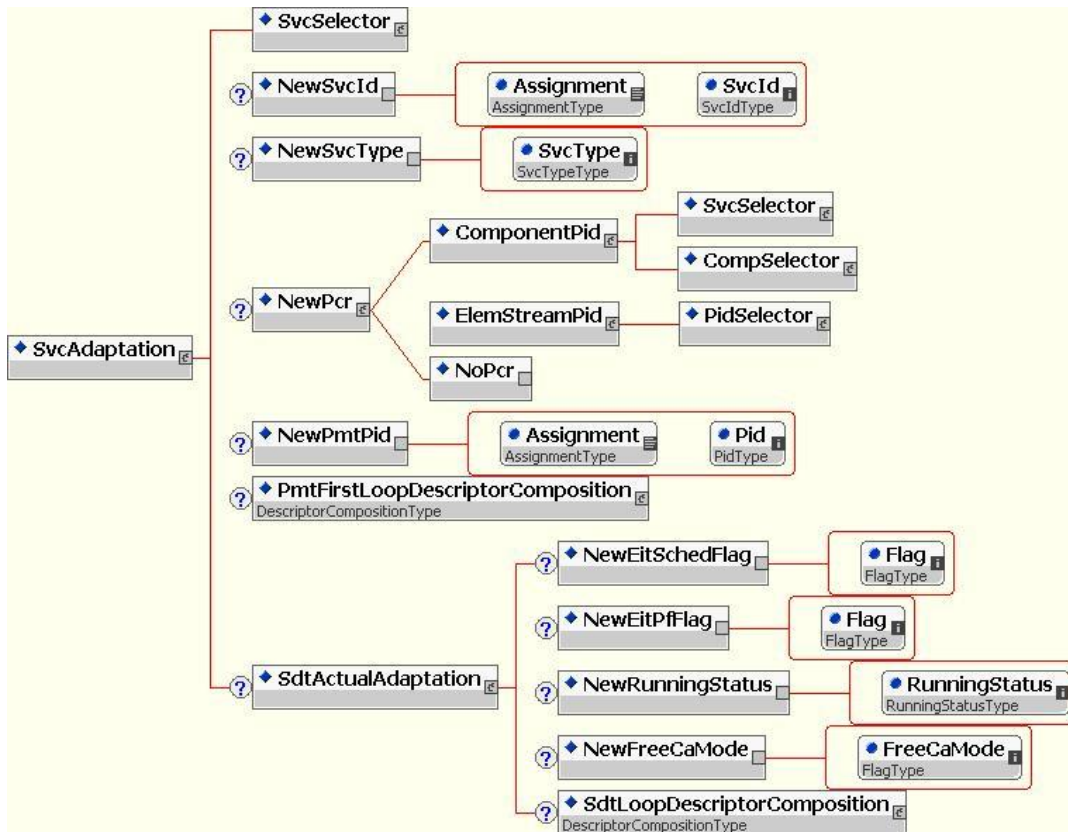 SvcSelector
? NewSvcId
Assignment
AssignmentType
SvcId
SvcIdType
? NewSvcType
SvcType
SvcTypeType
SvcSelector
ComponentPid
CompSelector
? NewPcr
ElemStreamPid
PidSelector
SvcAdaptation
NoPcr
? NewPmtPid
Assignment
AssignmentType
Pid
PidType
? PmtFirstLoopDescriptorComposition
DescriptorCompositionType
? NewEitSchedFlag
Flag
FlagType
? NewEitPfFlag
Flag
FlagType
? SdtActualAdaptation
? NewRunningStatus
RunningStatus
RunningStatusType
? NewFreeCaMode
FreeCaMode
FlagType
? SdtLoopDescriptorComposition
DescriptorCompositionType